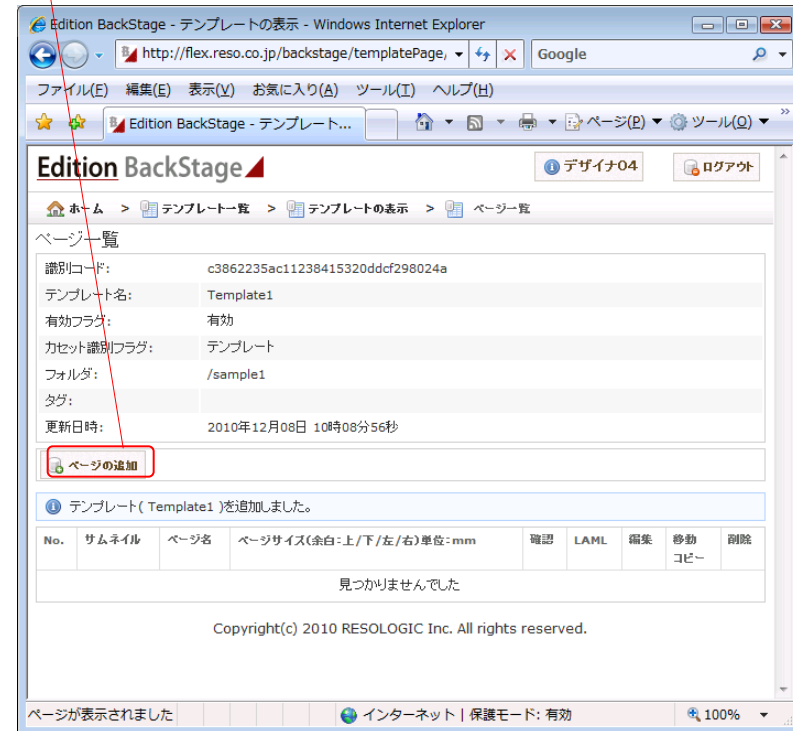 Edition BackStage - テンプレートの表示 - Windows Internet Explorer
http://flex.reso.co.jp/backstage/templatePage, Google
ファイル(F) 編集(E) 表示(V) お気に入り(A) ツール(T) ヘルプ(H)
Edition BackStage - テンプレート... ページ(P) ツール(O) »
Edition BackStage デザイナ04 ログアウト
ホーム > テンプレート一覧 > テンプレートの表示 > ページ一覧
ページ一覧
識別コード: c3862235ac11238415320ddcf298024a
テンプレート名: Template1
有効フラグ: 有効
カセット識別フラグ: テンプレート
フォルダ: /sample1
タグ:
更新日時: 2010年12月08日 10時08分56秒
ページの追加
テンプレート( Template1 )を追加しました。
No. サムネイル ページ名 ページサイズ(余白:上/下/左/右)単位:mm 確認 LAML 編集 移動 削除
コピー
見つかりませんでした
Copyright(c) 2010 RESOLOGIC Inc. All rights reserved.
ページが表示されました インターネット | 保護モード: 有効 100%